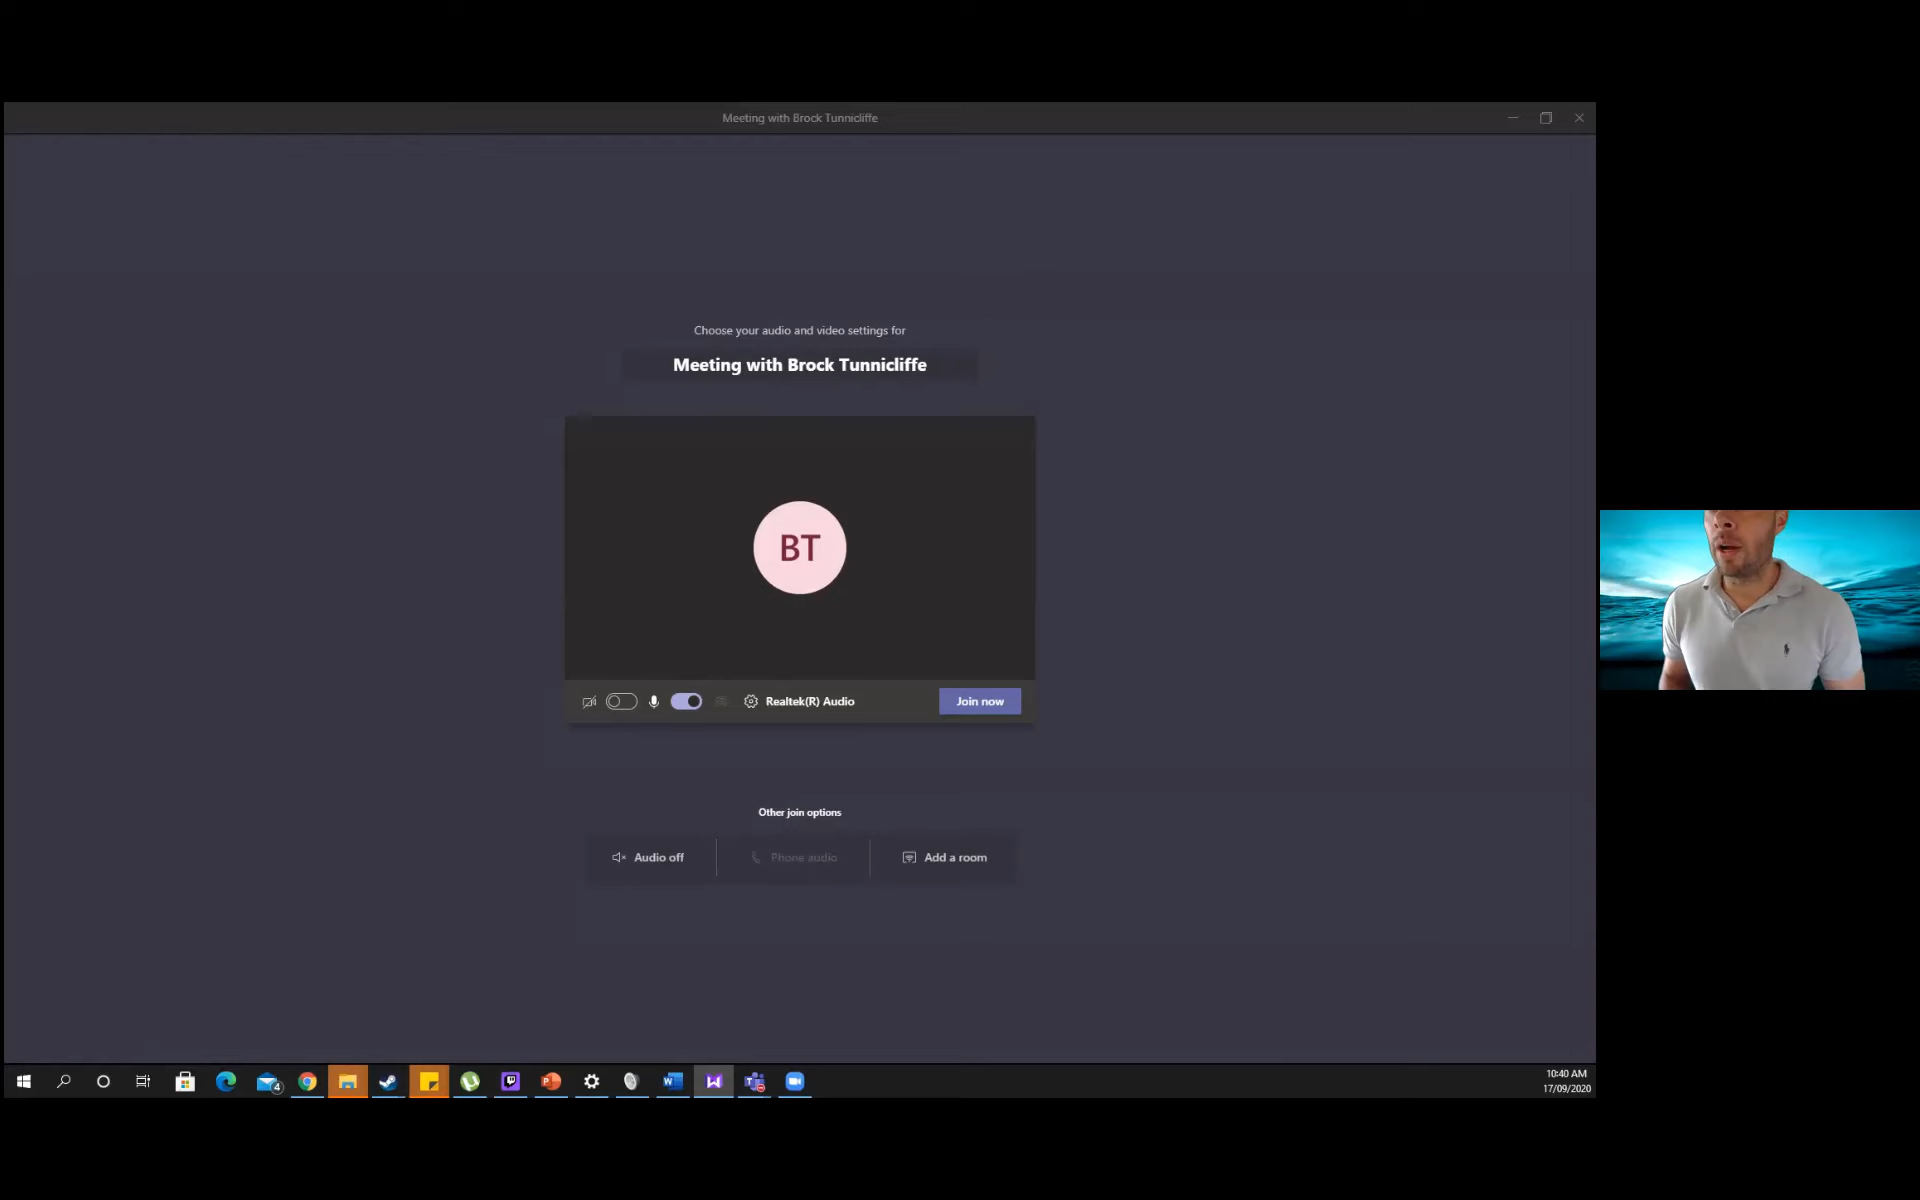 Meeting with Brock Tunnicliffe
Choose your audio and video settings for
Meeting with Brock Tunnicliffe
BT
Realtek(R) Audio
Join now
Other join options
Audio off
Phone audio
Add a room
4
10:40 AM
17/09/2020